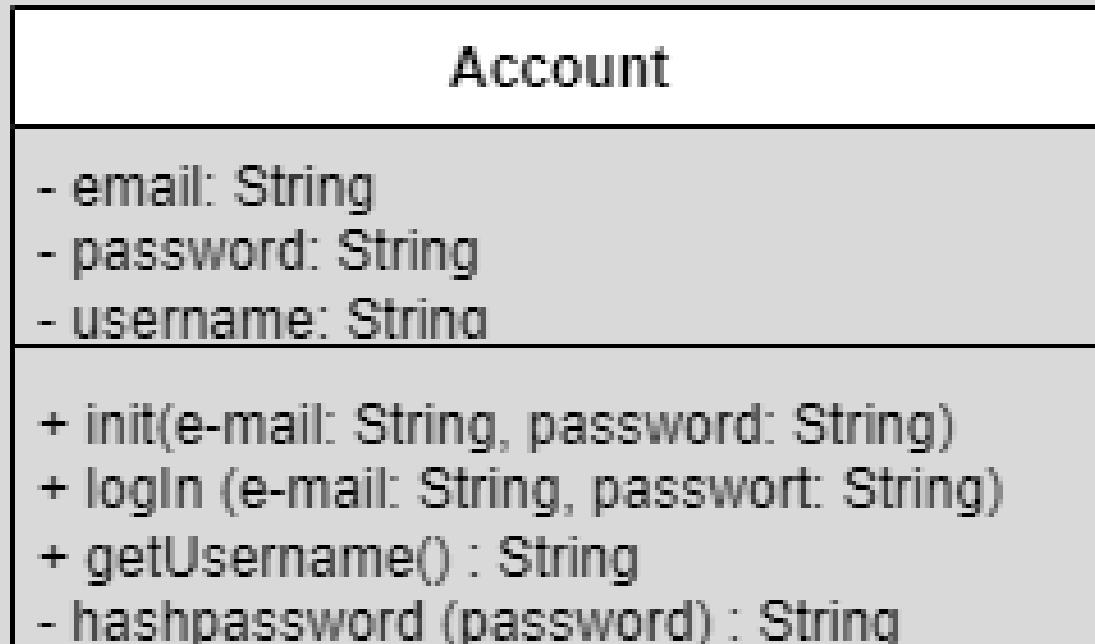 Account
- email: String
- password: String
- username: String
+ init(e-mail: String, password: String)
+ logIn (e-mail: String, passwort: String)
+ getUsername() : String
- hashpassword (password) : String